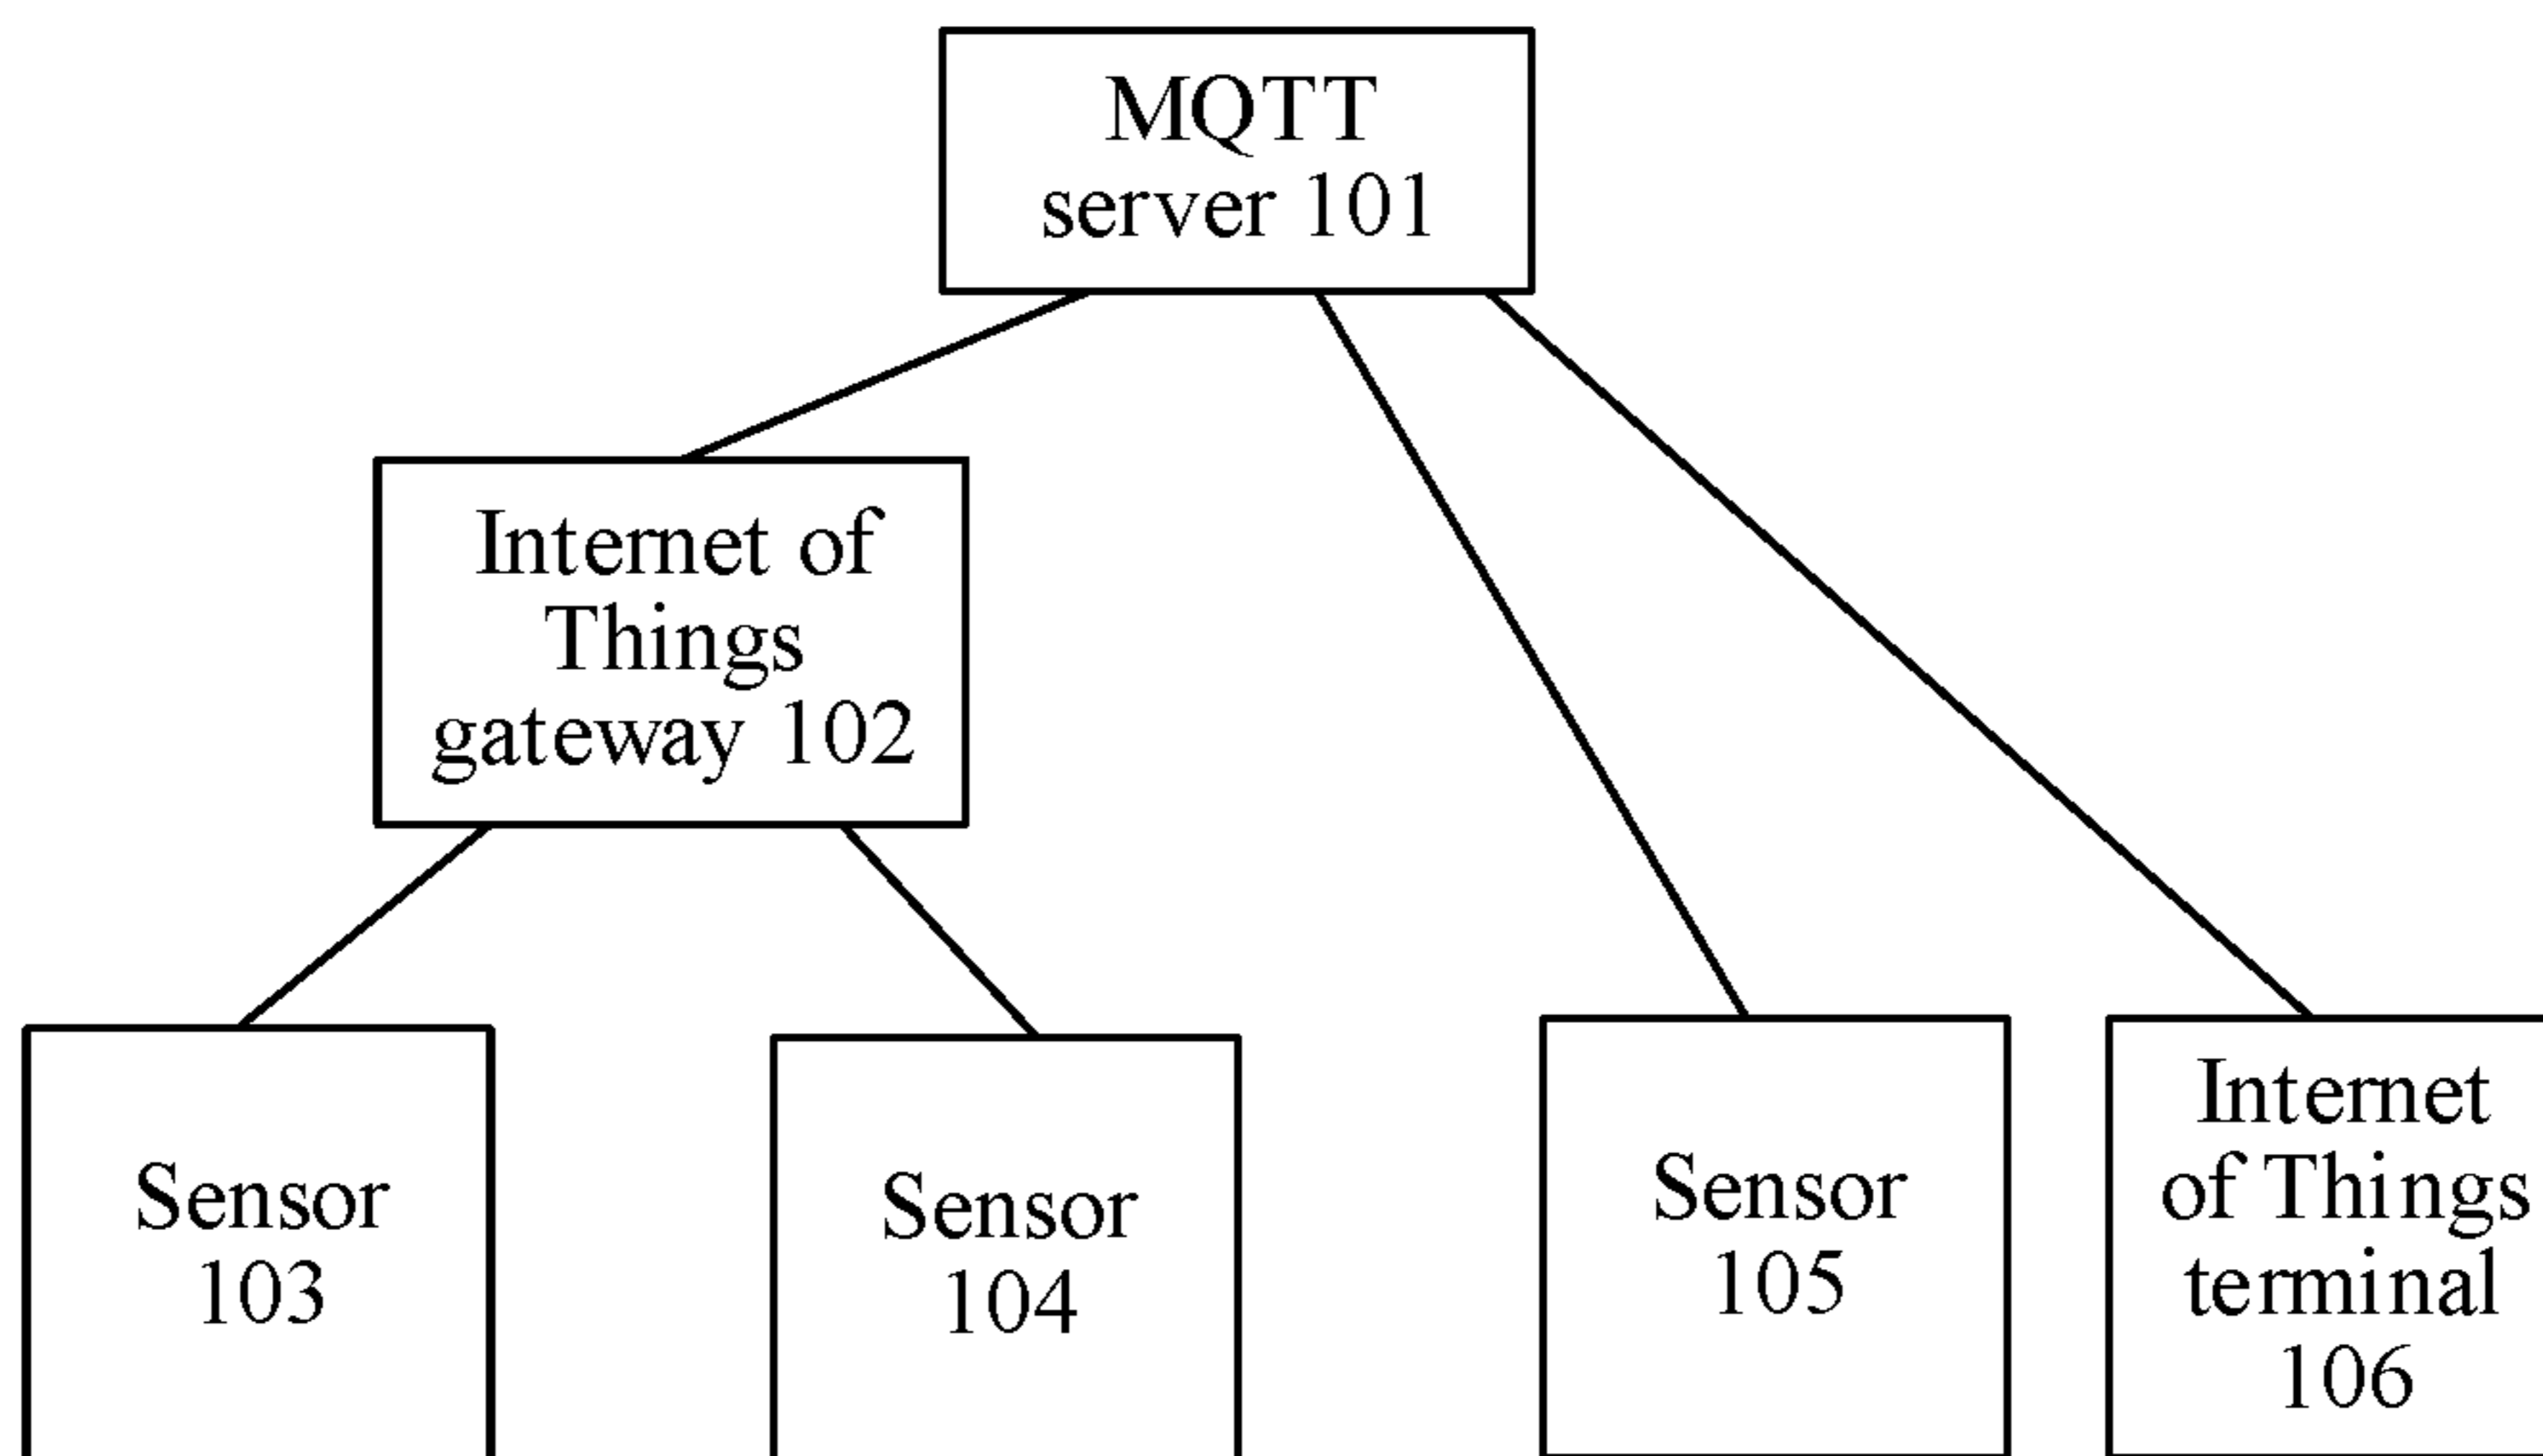 MQTT
server 101
Internet of
Things
gateway 102
Sensor
103
Sensor
104
Sensor
105
Internet
of Things
terminal
106